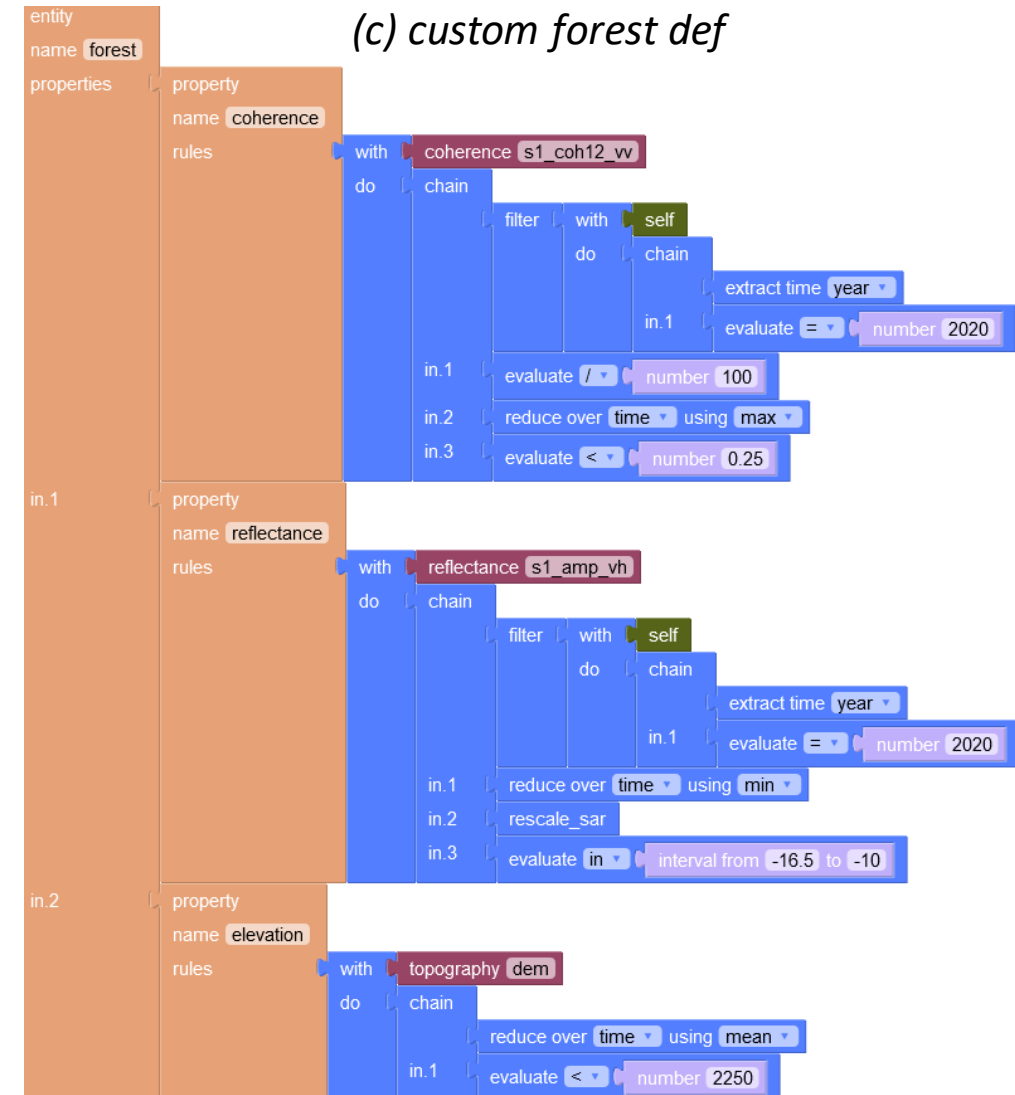 (c) custom forest def
entity
name forest
properties property
name coherence
rules with coherence s1_coh12_vv
do chain
filter with self
do chain
extract time year
in.1 evaluate = number 2020
in.1 evaluate / number 100
in.2 reduce over time using max
in.3 evaluate < number 0.25
in.1 property
name reflectance
rules with reflectance s1_amp_vh
do chain
filter with self
do chain
extract time year
in.1 evaluate = number 2020
in.1 reduce over time using min
in.2 rescale_sar
in.3 evaluate in interval from -16.5 to -10
in.2 property
name elevation
rules with topography dem
do chain
reduce over time using mean
in.1 evaluate < number 2250